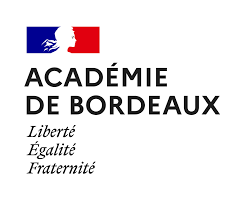 ACADÉMIE
DE BORDEAUX
Liberté
Égalité
Fraternité